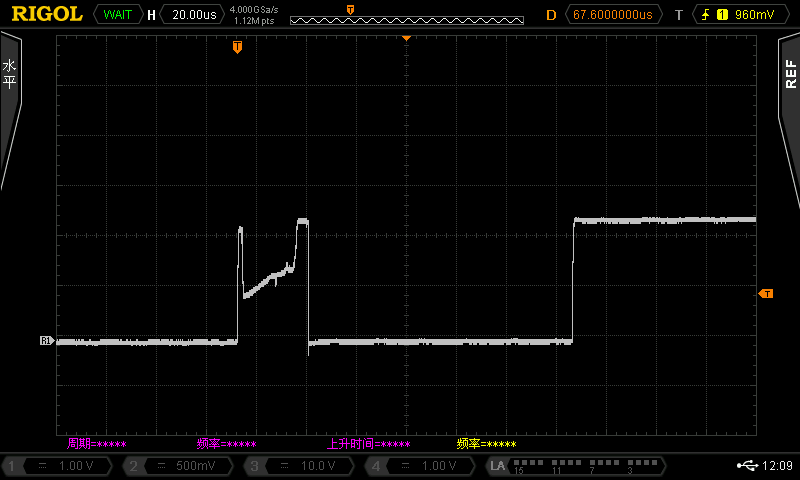 RIGOL WAIT H 20.00us 4.000GSa/s 1.12M pts D 67.6000000us T 1 960mV
T
T
水平
REF
R1
T
周期=***** 频率=***** 上升时间=***** 频率=*****
1 1.00 V 2 500mV 3 10.0 V 4 1.00 V LA 15 11 7 3 12:09